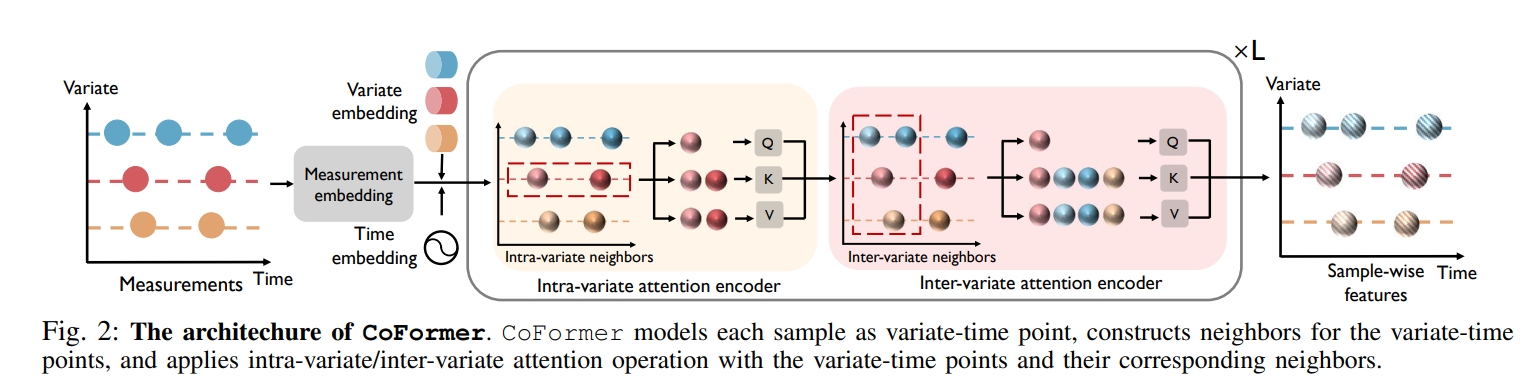 ×L
Variate
Variate
embedding
Measurement
embedding
Time
embedding
Measurements
Time
Q
K
V
Intra-variate neighbors
Intra-variate attention encoder
Q
K
V
Inter-variate neighbors
Inter-variate attention encoder
Variate
Sample-wise
features
Time
Fig. 2: The architechure of CoFormer. CoFormer models each sample as variate-time point, constructs neighbors for the variate-time
points, and applies intra-variate/inter-variate attention operation with the variate-time points and their corresponding neighbors.